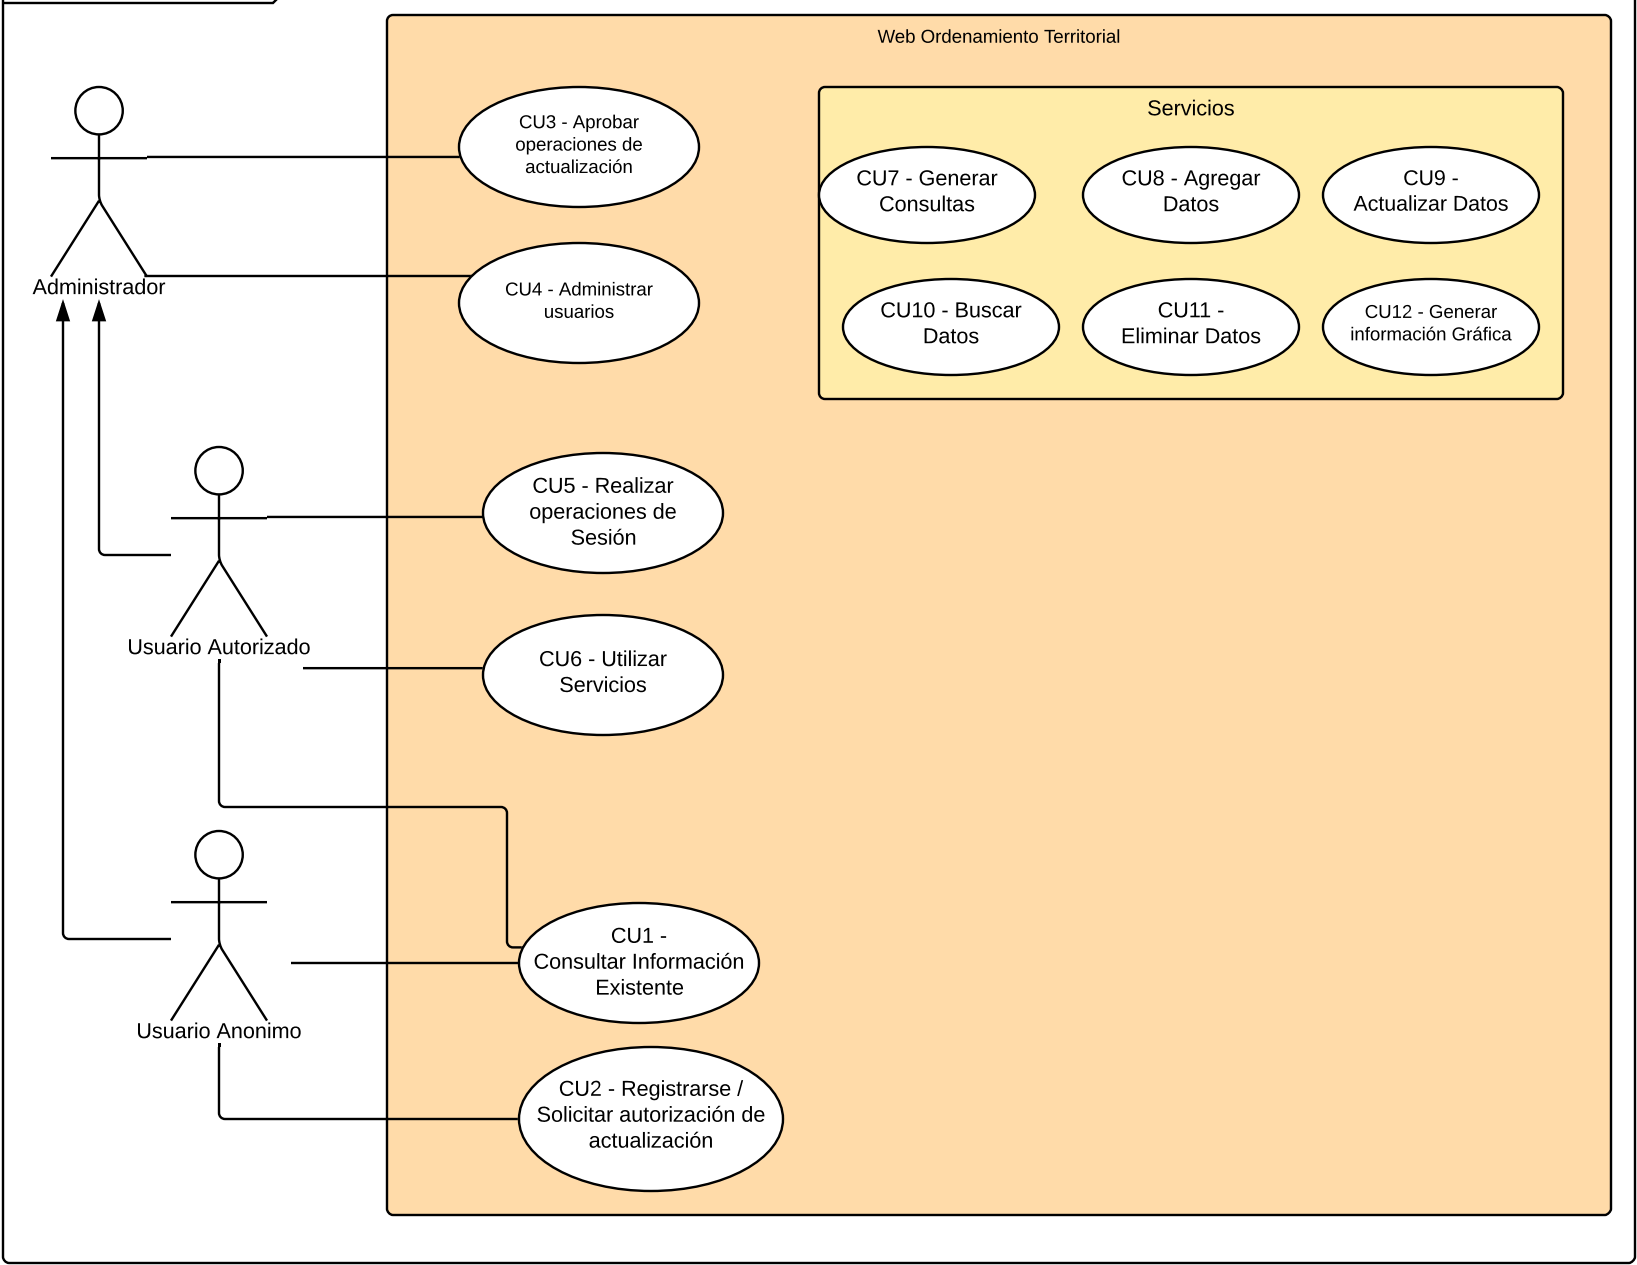 Web Ordenamiento Territorial
Servicios
CU3 - Aprobar
operaciones de
actualización
CU7 - Generar
Consultas
CU8 - Agregar
Datos
CU9 -
Actualizar Datos
CU4 - Administrar
usuarios
CU10 - Buscar
Datos
CU11 -
Eliminar Datos
CU12 - Generar
información Gráfica
Administrador
CU5 - Realizar
operaciones de
Sesión
Usuario Autorizado
CU6 - Utilizar
Servicios
CU1 -
Consultar Información
Existente
Usuario Anonimo
CU2 - Registrarse /
Solicitar autorización de
actualización